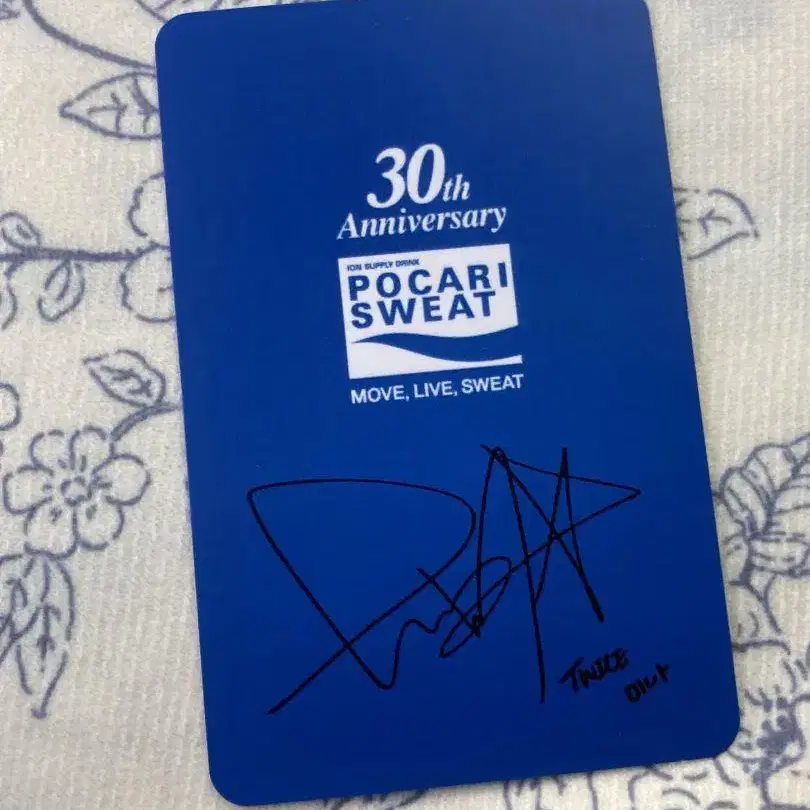 30th
Anniversary
ION SUPPLY DRINK
POCARI
SWEAT
MOVE, LIVE, SWEAT
TWICE